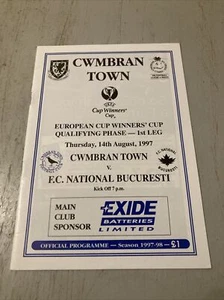 CWMBRAN
TOWN
Cup Winners'
Cup
EUROPEAN CUP WINNERS' CUP
QUALIFYING PHASE — 1st LEG
Thursday, 14th August, 1997
CWMBRAN TOWN
v.
F.C. NATIONAL BUCURESTI
Kick Off 7 p.m.
MAIN
CLUB
SPONSOR
EXIDE
BATTERIES
LIMITED
OFFICIAL PROGRAMME — SEASON 1997-98 — £1